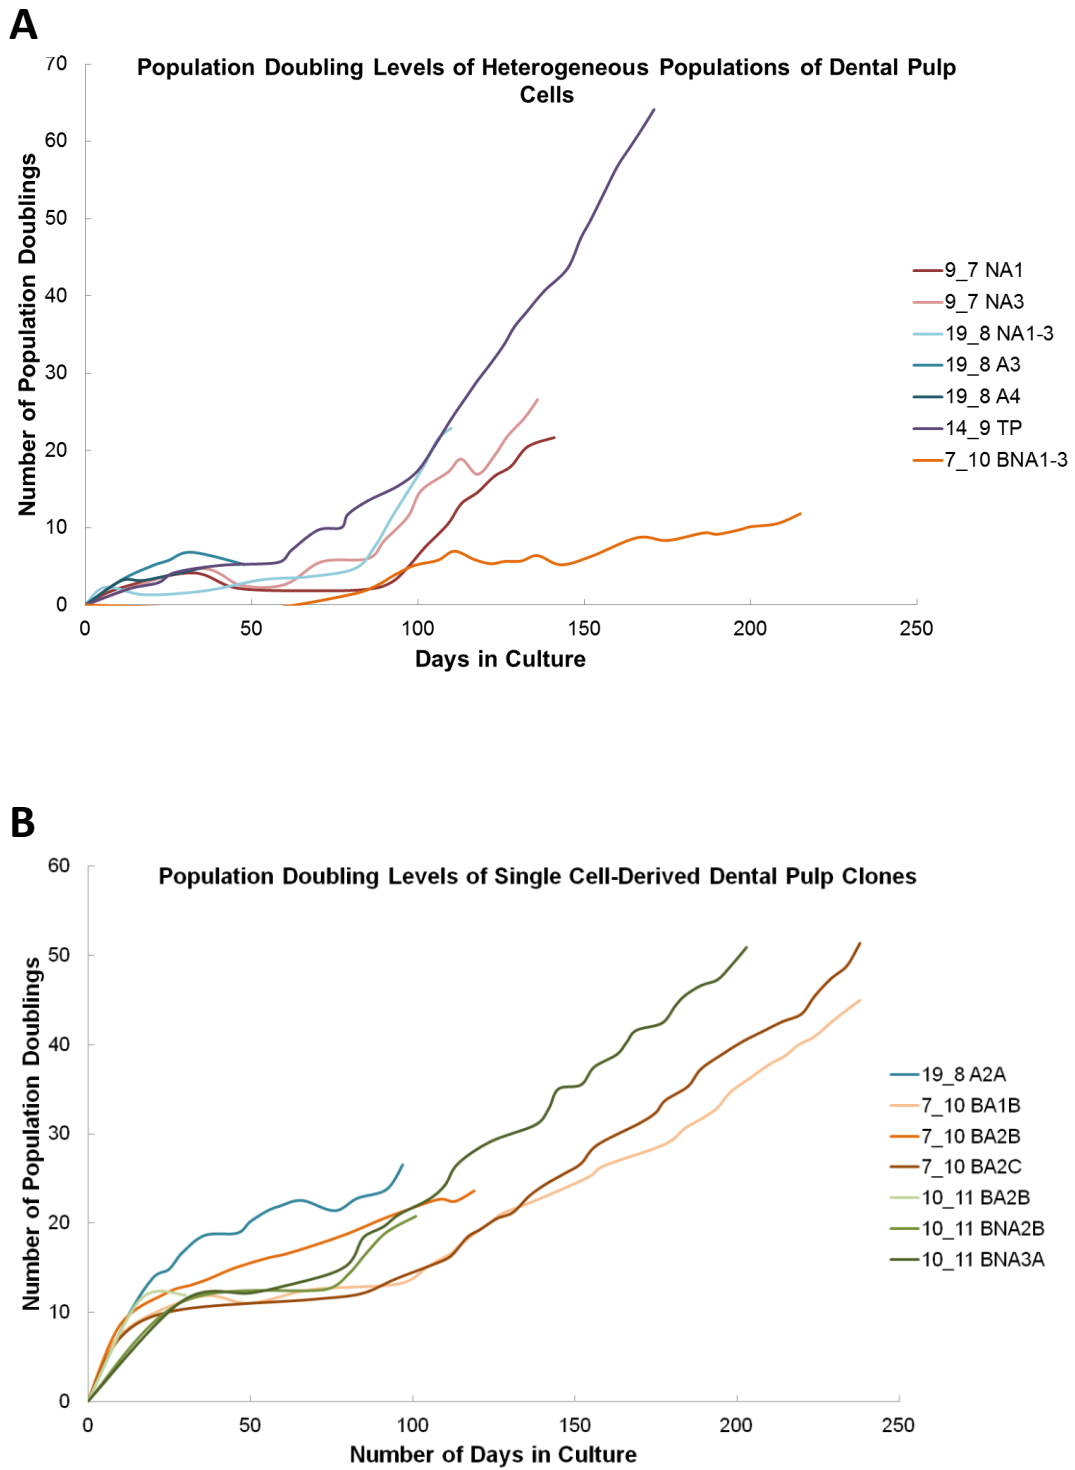 A
Population Doubling Levels of Heterogeneous Populations of Dental Pulp
Cells
Number of Population Doublings
70
60
50
40
30
20
10
0
0 50 100 150 200 250
Days in Culture
9_7 NA1
9_7 NA3
19_8 NA1-3
19_8 A3
19_8 A4
14_9 TP
7_10 BNA1-3
B
Population Doubling Levels of Single Cell-Derived Dental Pulp Clones
Number of Population Doublings
60
50
40
30
20
10
0
0 50 100 150 200 250
Number of Days in Culture
19_8 A2A
7_10 BA1B
7_10 BA2B
7_10 BA2C
10_11 BA2B
10_11 BNA2B
10_11 BNA3A